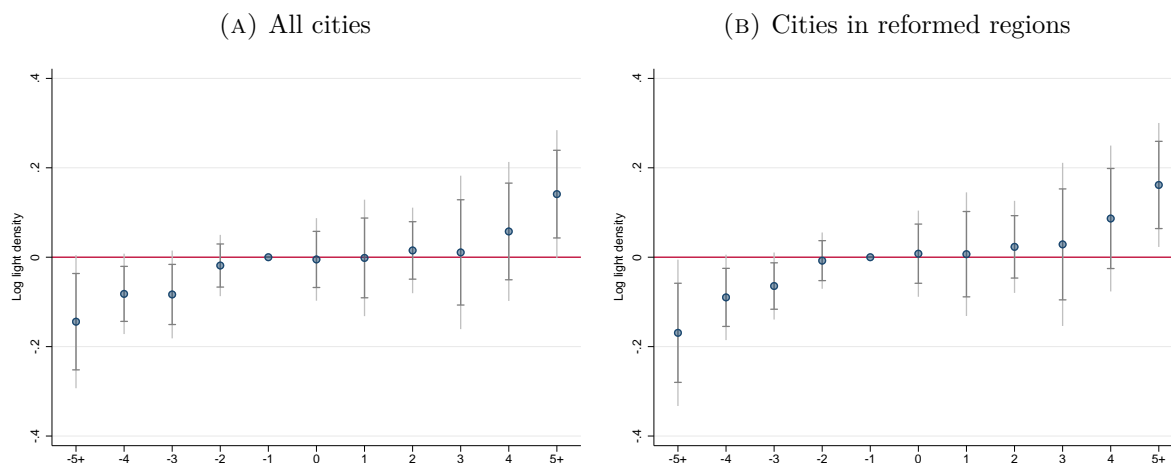 (A) All cities
(B) Cities in reformed regions
Log light density
.4
.2
0
-.2
-.4
-5+ -4 -3 -2 -1 0 1 2 3 4 5+
Log light density
.4
.2
0
-.2
-.4
-5+ -4 -3 -2 -1 0 1 2 3 4 5+